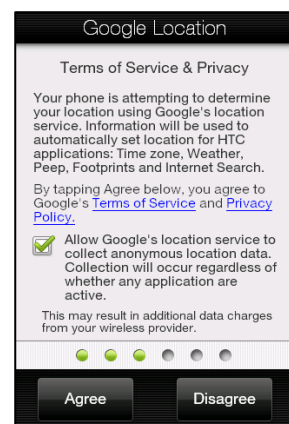 Google Location
Terms of Service & Privacy
Your phone is attempting to determine
your location using Google's location
service. Information will be used to
automatically set location for HTC
applications: Time zone, Weather,
Peep, Footprints and Internet Search.
By tapping Agree below, you agree to
Google's Terms of Service and Privacy
Policy.
Allow Google's location service to
collect anonymous location data.
Collection will occur regardless of
whether any application are
active.
This may result in additional data charges
from your wireless provider.
Agree
Disagree